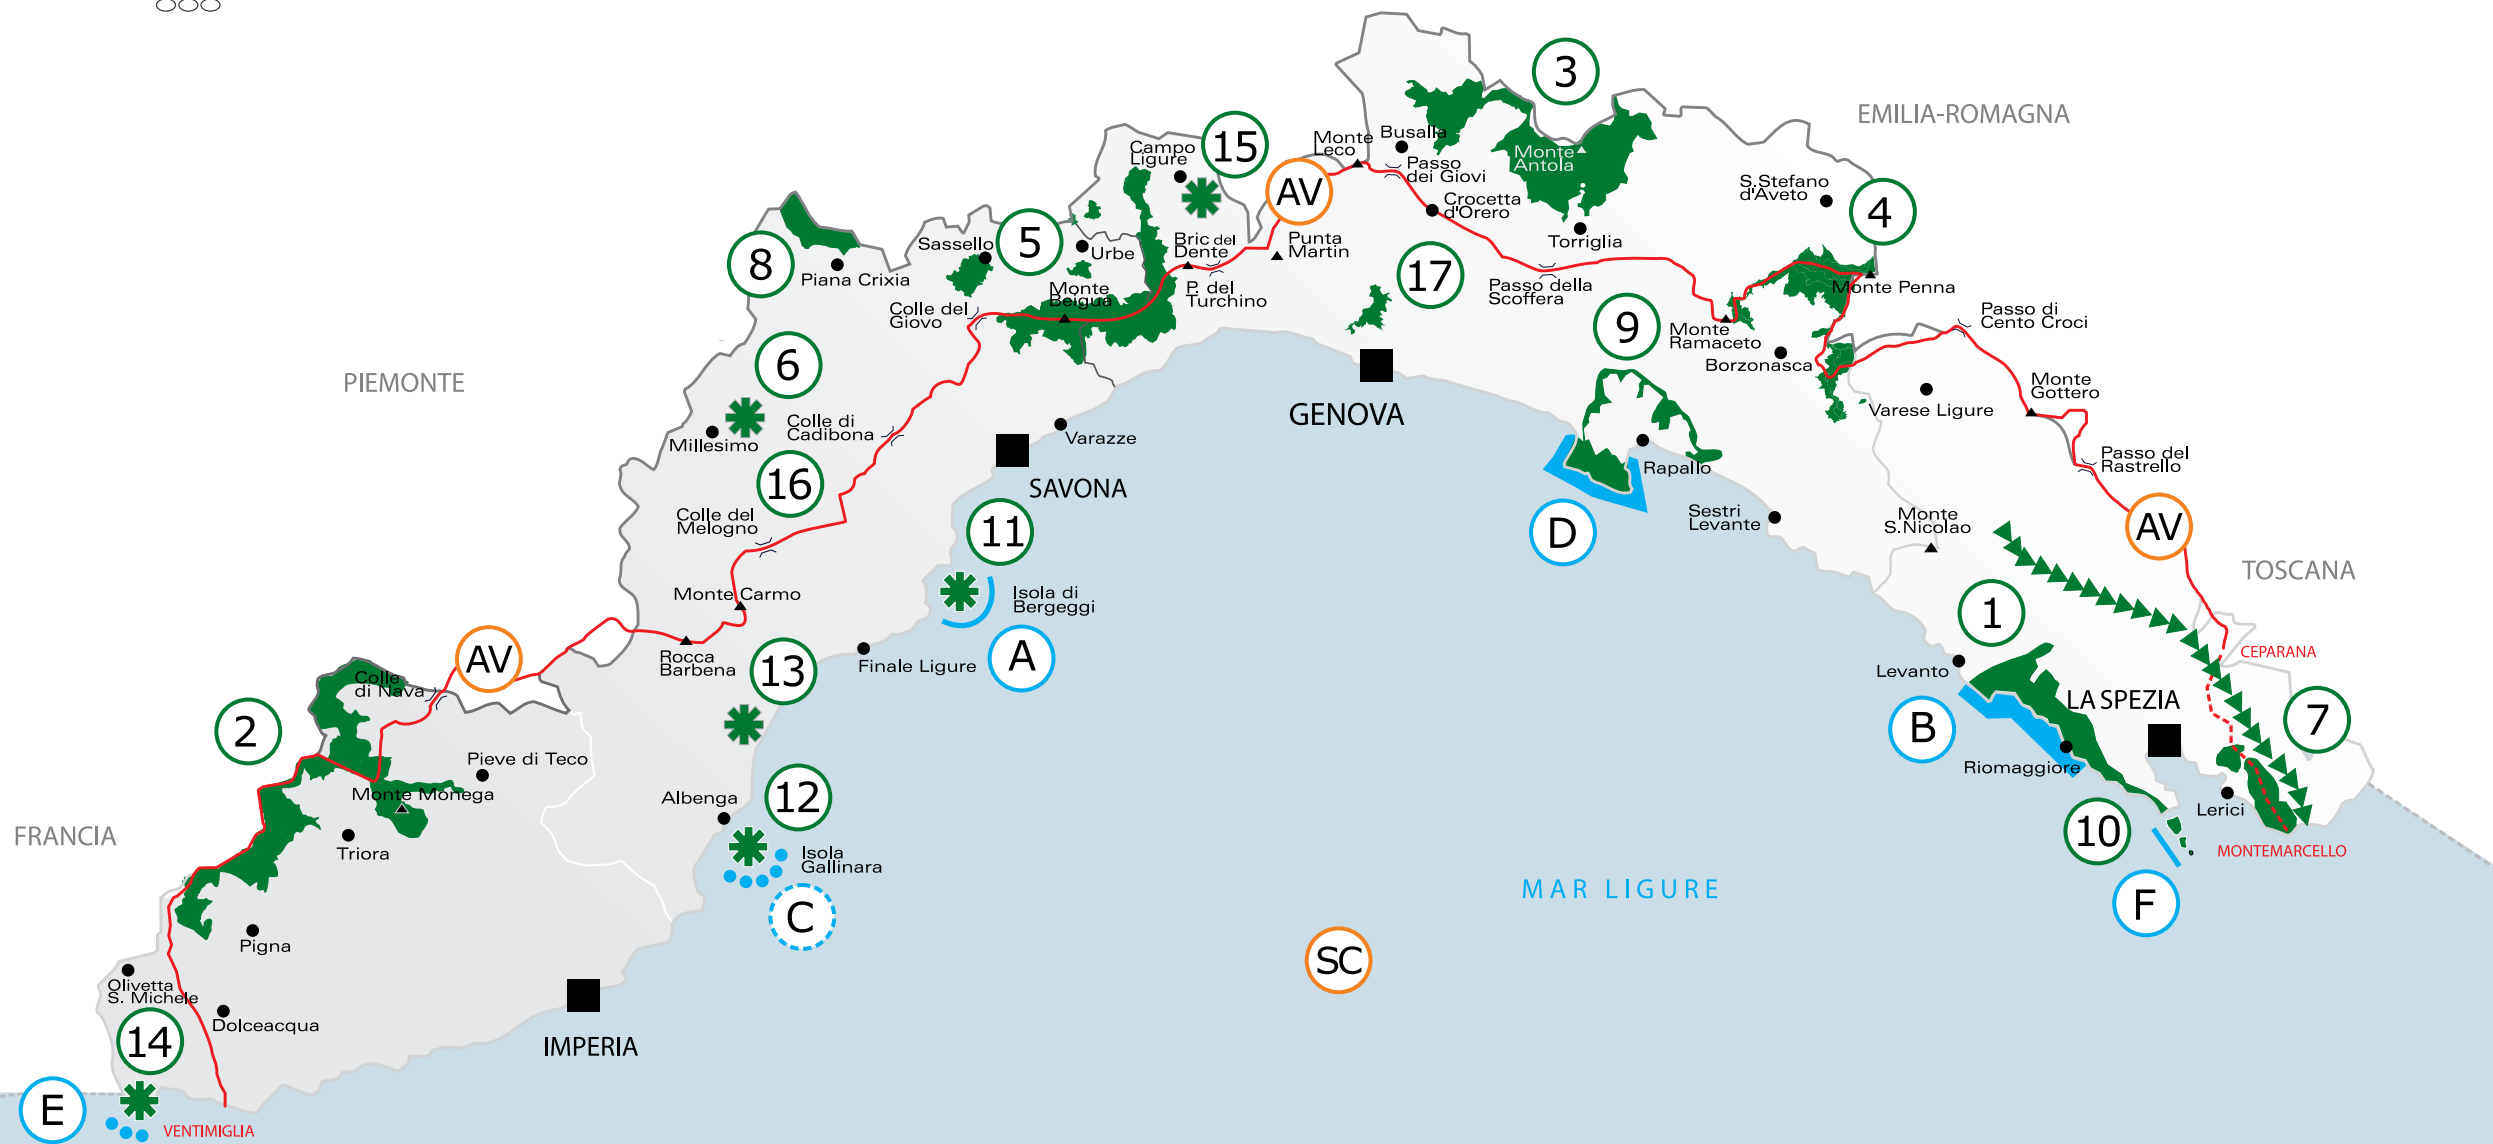 3
EMILIA-ROMAGNA
15
Campo
Ligure
Monte
Leco
Busalla
Passo
dei Giovi
Monte
Antola
AV
Crocetta
d'Orero
S.Stefano
d'Aveto
4
8
Piana Crixia
Sassello
5
Urbe
Bric del
Dente
Punta
Martin
Torriglia
17
Passo della
Scoffera
Monte Penna
Monte
Beigua
P. del
Turchino
Colle del
Giovo
9
Monte
Ramaceto
Borzonasca
Passo di
Cento Croci
PIEMONTE
6
Millesimo
Colle di
Cadibona
Varazze
GENOVA
Varese Ligure
Monte
Gottero
16
SAVONA
Rapallo
Passo del
Rastrello
Colle del
Melogno
11
D
Sestri
Levante
Monte
S.Nicolao
AV
TOSCANA
Monte Carmo
Isola di
Bergeggi
A
1
CEPARANA
AV
Rocca
Barbena
13
Finale Ligure
Levanto
Colle
di Nava
2
LA SPEZIA
B
7
Pieve di Teco
Riomaggiore
Monte Monega
Albenga
12
Lerici
FRANCIA
Triora
Isola
Gallinara
10
MONTEMARCELLO
C
MAR LIGURE
F
Pigna
SC
Olivetta
S. Michele
Dolceacqua
14
IMPERIA
E
VENTIMIGLIA